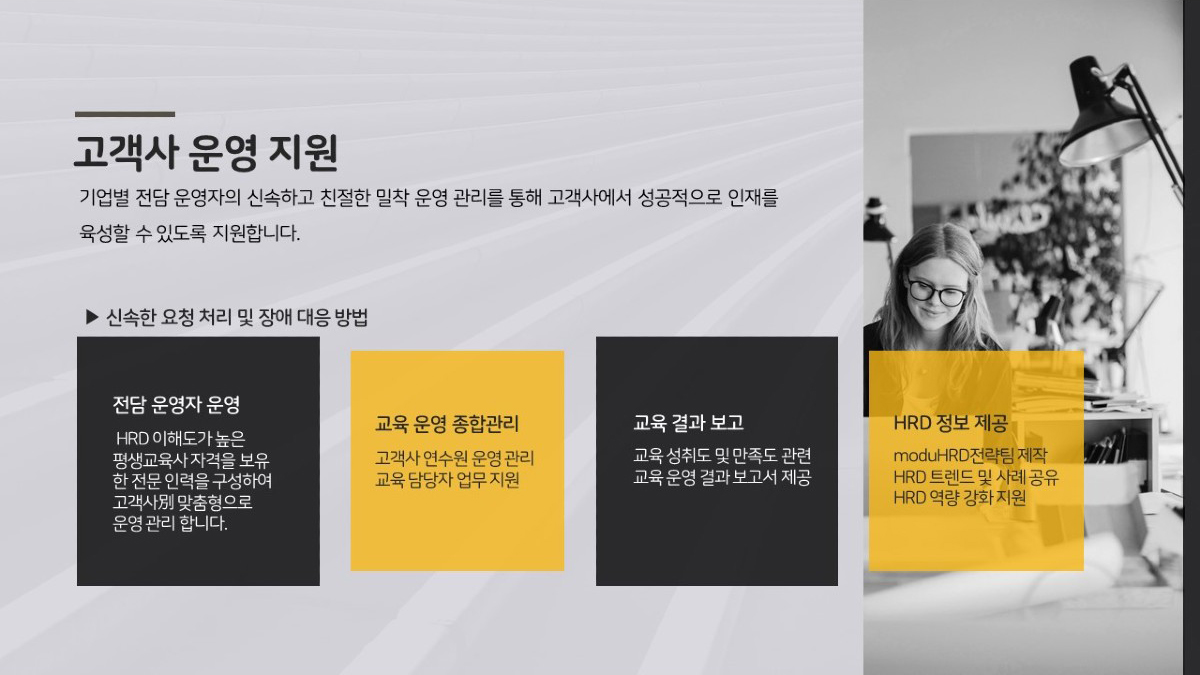 고객사 운영 지원
기업별 전담 운영자의 신속하고 친절한 밀착 운영 관리를 통해 고객사에서 성공적으로 인재를
육성할 수 있도록 지원합니다.
▶ 신속한 요청 처리 및 장애 대응 방법
전담 운영자 운영
HRD 이해도가 높은
평생교육사 자격을 보유
한 전문 인력을 구성하여
고객사別 맞춤형으로
운영 관리 합니다.
교육 운영 종합관리
고객사 연수원 운영 관리
교육 담당자 업무 지원
교육 결과 보고
교육 성취도 및 만족도 관련
교육 운영 결과 보고서 제공
HRD 정보 제공
moduHRD전략팀 제작
HRD 트렌드 및 사례 공유
HRD 역량 강화 지원